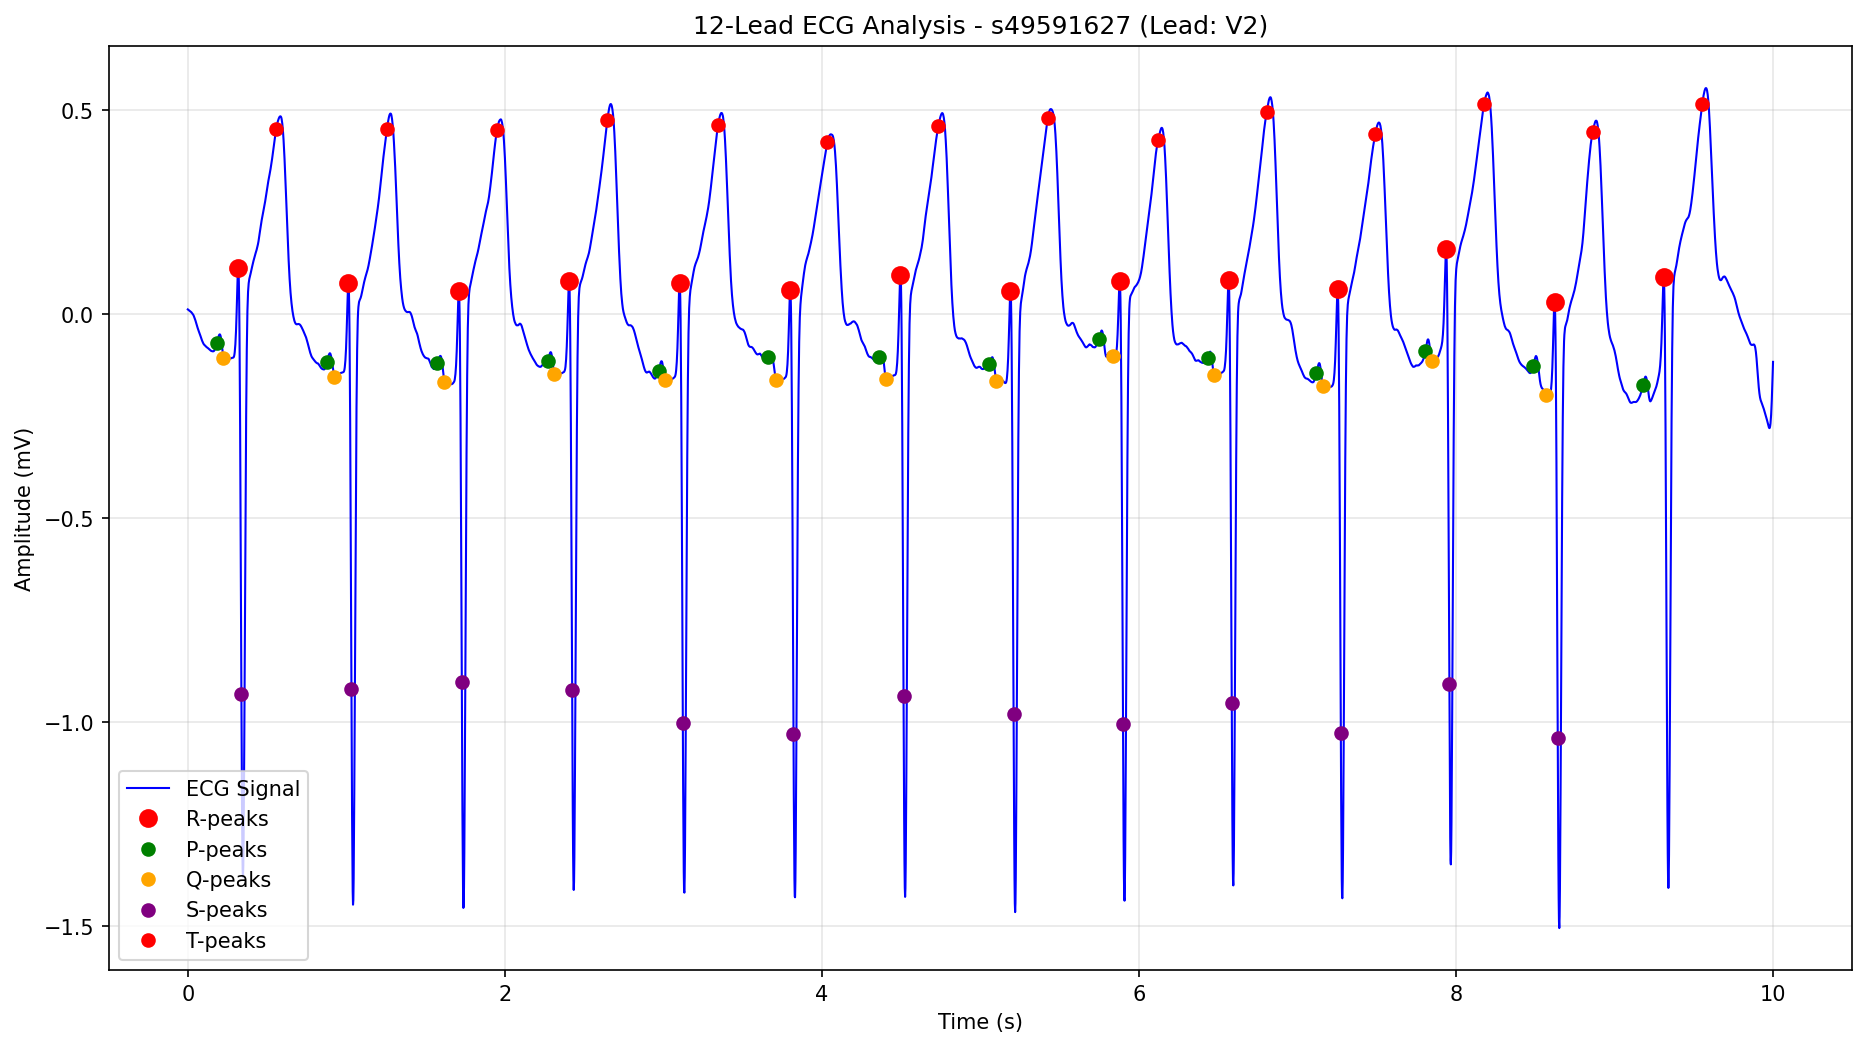 12-Lead ECG Analysis - s49591627 (Lead: V2)
Amplitude (mV)
0.5
0.0
−0.5
−1.0
−1.5
ECG Signal
R-peaks
P-peaks
Q-peaks
S-peaks
T-peaks
0 2 4 6 8 10
Time (s)